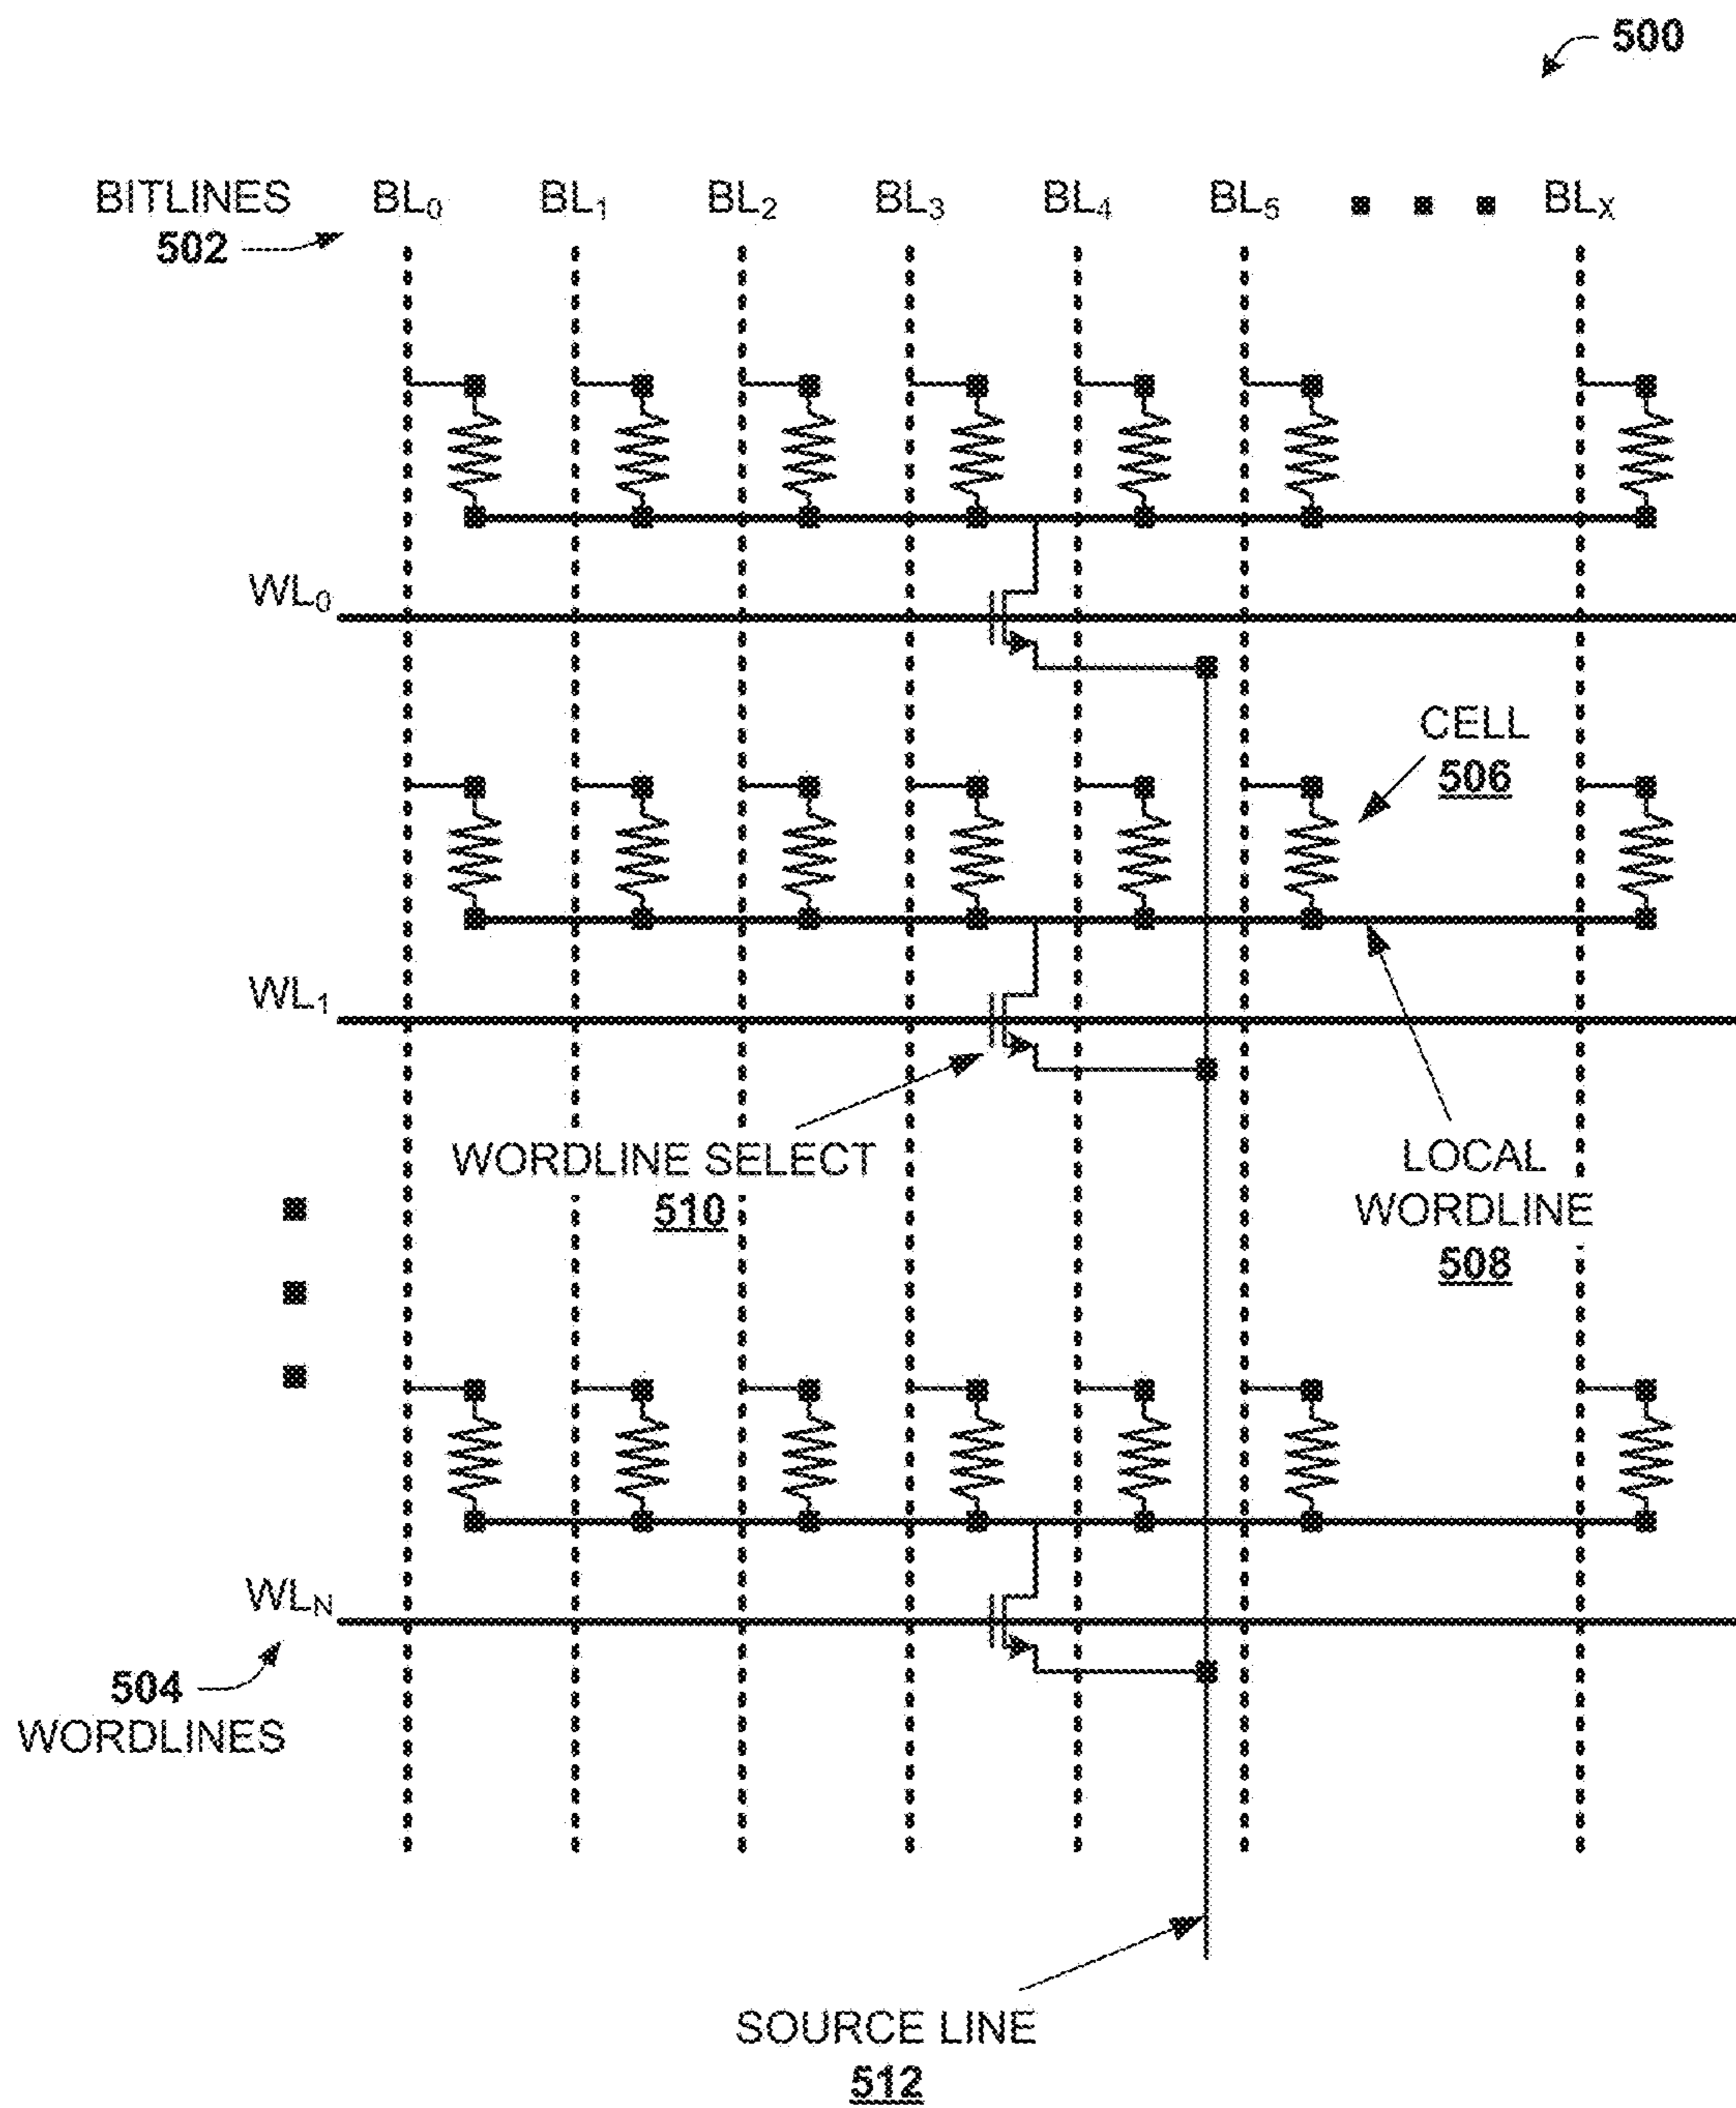 500
BITLINES
502
BL₀ BL₁ BL₂ BL₃ BL₄ BL₅ ▪ ▪ ▪ BLₓ
WL₀
CELL
506
WL₁
WORDLINE SELECT
510
LOCAL
WORDLINE
508
WL_N
504
WORDLINES
SOURCE LINE
512